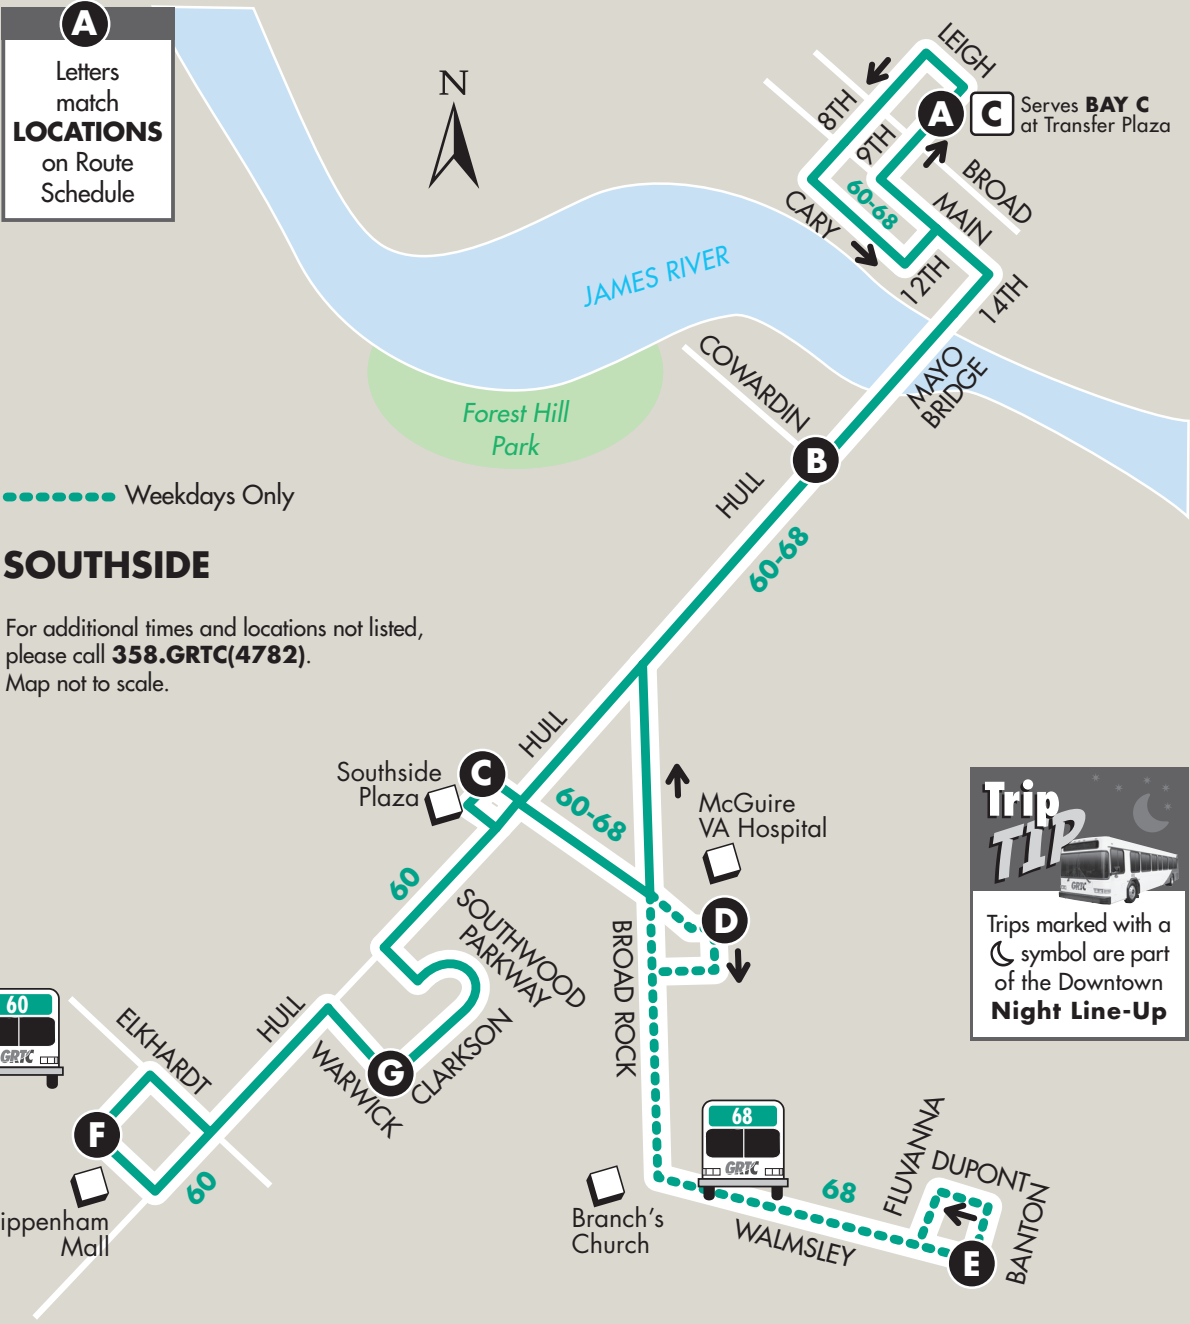 A
Letters
match
LOCATIONS
on Route
Schedule
N
LEIGH
8TH
9TH
A
C
Serves BAY C
at Transfer Plaza
BROAD
MAIN
60-68
CARY
12TH
14TH
JAMES RIVER
MAYO
BRIDGE
COWARDIN
Forest Hill
Park
B
HULL
60-68
Weekdays Only
SOUTHSIDE
For additional times and locations not listed,
please call 358.GRTC(4782).
Map not to scale.
HULL
Southside
Plaza
C
60-68
McGuire
VA Hospital
60
SOUTHWOOD
PARKWAY
D
BROAD ROCK
Trip
TIP
GRTC
Trips marked with a
symbol are part
of the Downtown
Night Line-Up
60
GRTC
ELKHARDT
HULL
WARWICK
G
CLARKSON
F
60
ippenham
Mall
68
GRTC
Branch's
Church
68
WALMSLEY
FLUVANNA
DUPONT
BANTON
E